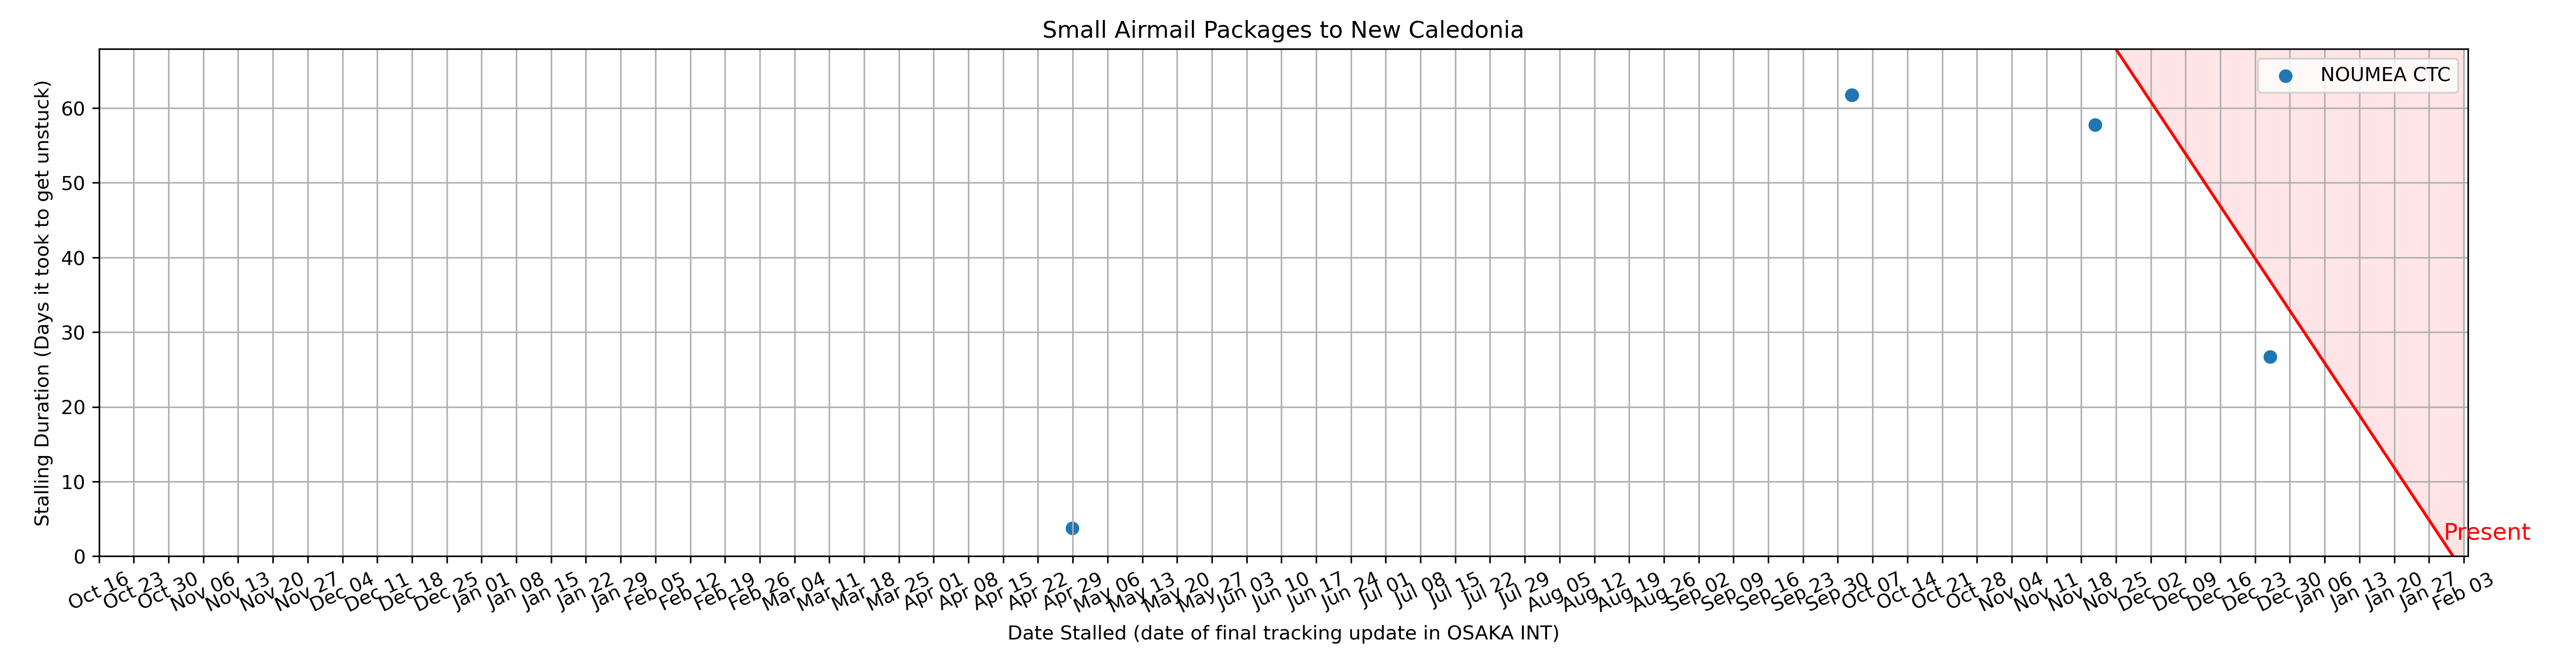 Small Airmail Packages to New Caledonia
Stalling Duration (Days it took to get unstuck)
60
50
40
30
20
10
0
NOUMEA CTC
Present
Oct 16
Oct 23
Oct 30
Nov 06
Nov 13
Nov 20
Nov 27
Dec 04
Dec 11
Dec 18
Dec 25
Jan 01
Jan 08
Jan 15
Jan 22
Jan 29
Feb 05
Feb 12
Feb 19
Feb 26
Mar 04
Mar 11
Mar 18
Mar 25
Apr 01
Apr 08
Apr 15
Apr 22
Apr 29
May 06
May 13
May 20
May 27
Jun 03
Jun 10
Jun 17
Jun 24
Jul 01
Jul 08
Jul 15
Jul 22
Jul 29
Aug 05
Aug 12
Aug 19
Aug 26
Sep 02
Sep 09
Sep 16
Sep 23
Sep 30
Oct 07
Oct 14
Oct 21
Oct 28
Nov 04
Nov 11
Nov 18
Nov 25
Dec 02
Dec 09
Dec 16
Dec 23
Dec 30
Jan 06
Jan 13
Jan 20
Jan 27
Feb 03
Date Stalled (date of final tracking update in OSAKA INT)